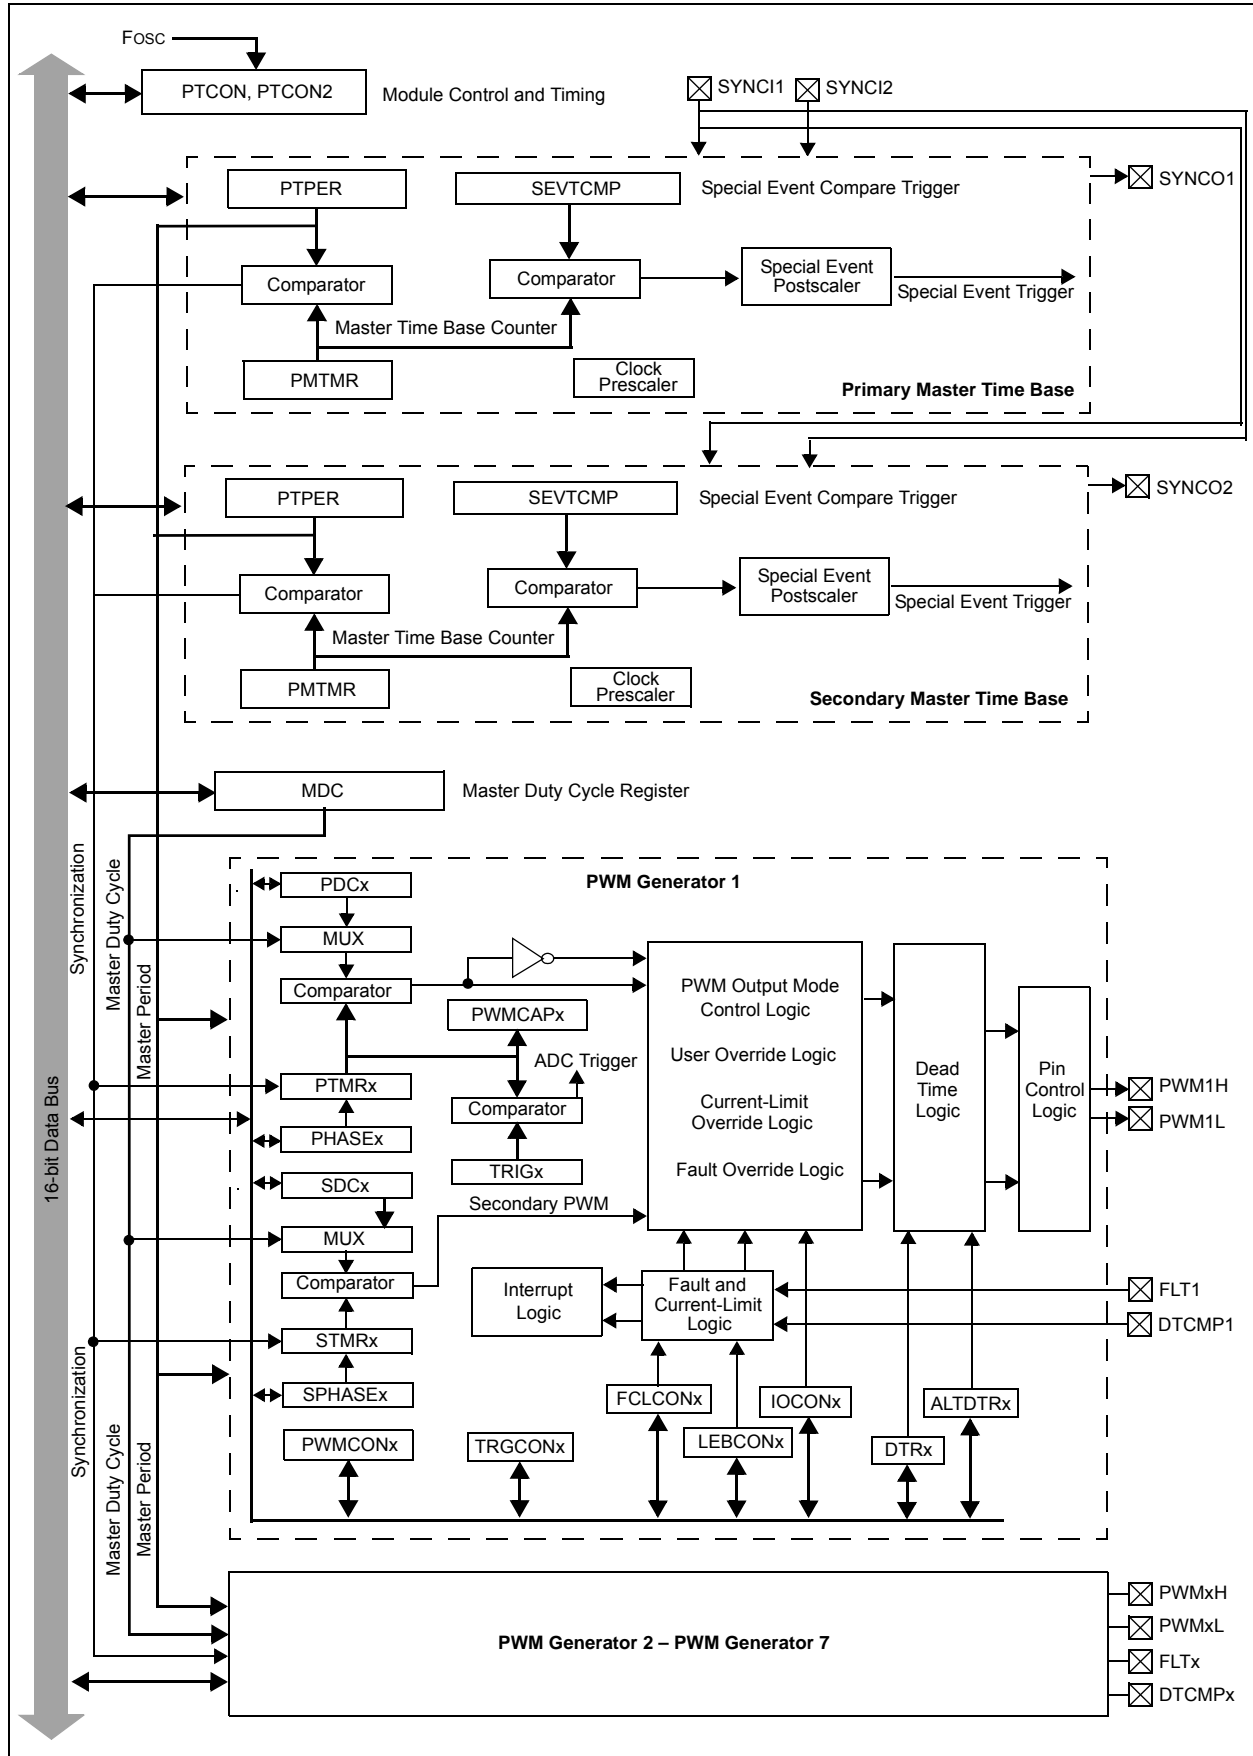 FOSC
PTCON, PTCON2
Module Control and Timing
SYNCI1
SYNCI2
PTPER
SEVTCMP
Special Event Compare Trigger
SYNCO1
Comparator
Comparator
Special Event
Postscaler
Special Event Trigger
Master Time Base Counter
PMTMR
Clock
Prescaler
Primary Master Time Base
PTPER
SEVTCMP
Special Event Compare Trigger
SYNCO2
Comparator
Comparator
Special Event
Postscaler
Special Event Trigger
Master Time Base Counter
PMTMR
Clock
Prescaler
Secondary Master Time Base
MDC
Master Duty Cycle Register
16-bit Data Bus
Synchronization
Master Duty Cycle
Master Period
PWM Generator 1
PDCx
MUX
Comparator
PWMCAPx
ADC Trigger
PTMRx
Comparator
PHASEx
TRIGx
SDCx
Secondary PWM
MUX
Comparator
STMRx
SPHASEx
PWM Output Mode
Control Logic
User Override Logic
Current-Limit
Override Logic
Fault Override Logic
Dead
Time
Logic
Pin
Control
Logic
PWM1H
PWM1L
Interrupt
Logic
Fault and
Current-Limit
Logic
FLT1
DTCMP1
PWMCONx
TRGCONx
FCLCONx
LEBCONx
IOCONx
DTRx
ALTDTRx
Synchronization
Master Duty Cycle
Master Period
PWM Generator 2 – PWM Generator 7
PWMxH
PWMxL
FLTx
DTCMPx